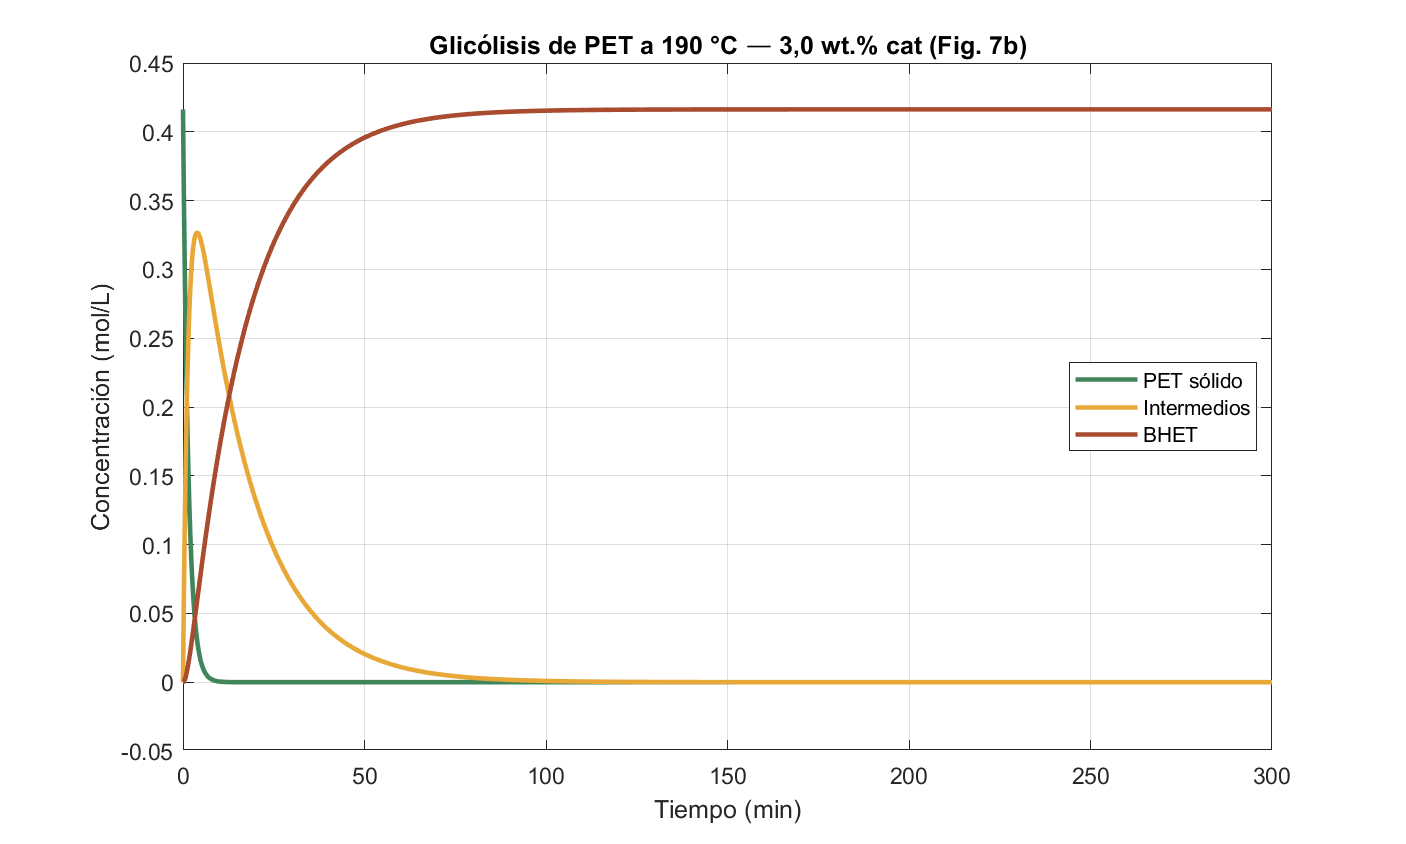 Glicólisis de PET a 190 °C — 3,0 wt.% cat (Fig. 7b)
0.45
0.4
0.35
0.3
0.25
0.2
0.15
0.1
0.05
0
-0.05
Concentración (mol/L)
PET sólido
Intermedios
BHET
0 50 100 150 200 250 300
Tiempo (min)